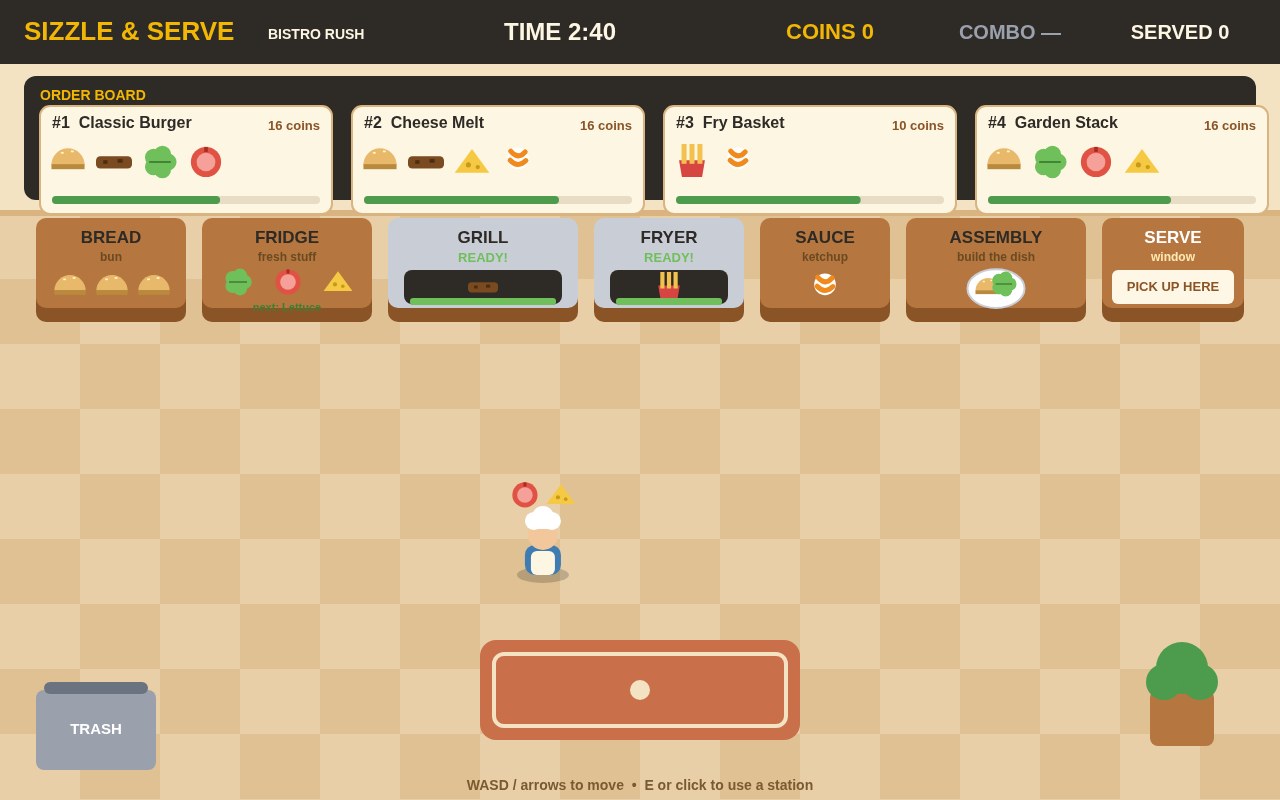 SIZZLE & SERVE
BISTRO RUSH
TIME 2:40
COINS 0
COMBO —
SERVED 0
ORDER BOARD
#1 Classic Burger
16 coins
#2 Cheese Melt
16 coins
#3 Fry Basket
10 coins
#4 Garden Stack
16 coins
BREAD
bun
FRIDGE
fresh stuff
next: Lettuce
GRILL
READY!
FRYER
READY!
SAUCE
ketchup
ASSEMBLY
build the dish
SERVE
window
PICK UP HERE
TRASH
WASD / arrows to move • E or click to use a station